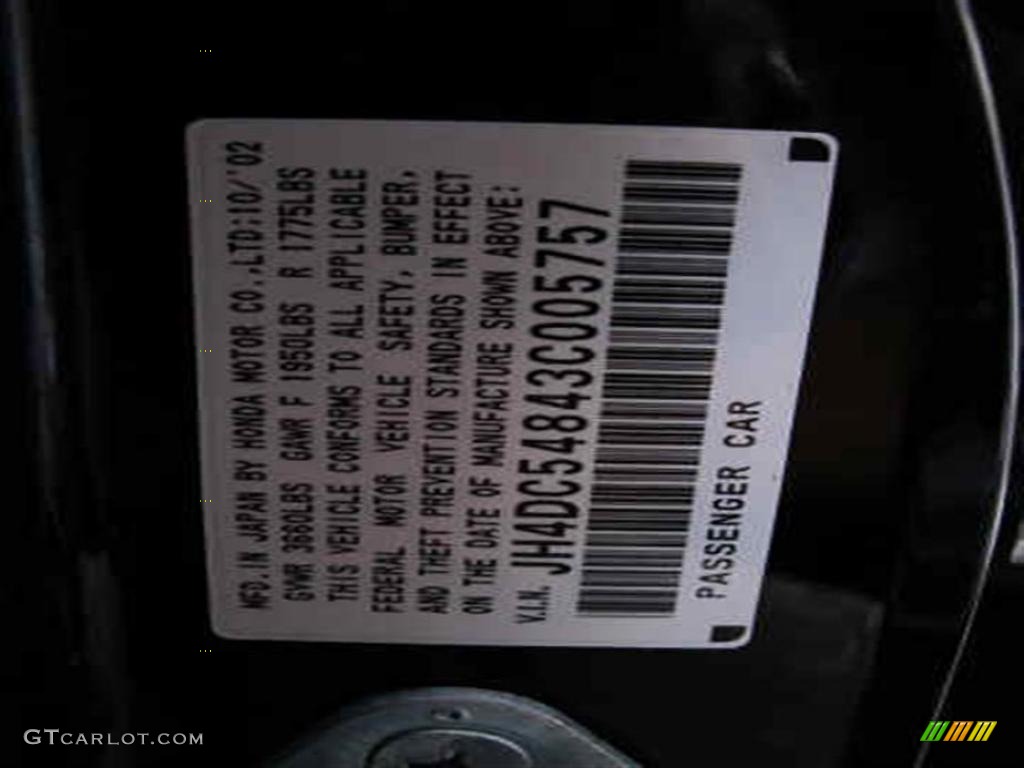 MFD. IN JAPAN BY HONDA MOTOR CO.,LTD:10/'02
GVWR 3660LBS GAWR F 1950LBS R 1775LBS
THIS VEHICLE CONFORMS TO ALL APPLICABLE
FEDERAL MOTOR VEHICLE SAFETY, BUMPER,
AND THEFT PREVENTION STANDARDS IN EFFECT
ON THE DATE OF MANUFACTURE SHOWN ABOVE:
V.I.N. JH4DC54843C005757
PASSENGER CAR
GTCARLOT.COM